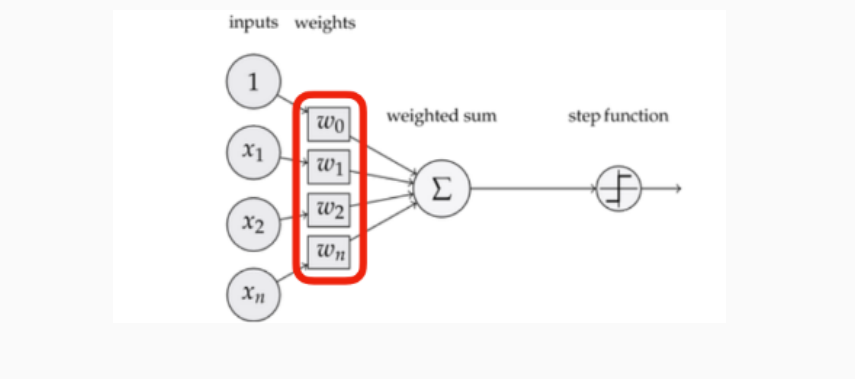 inputs weights
1
w₀
weighted sum
step function
x₁
w₁
Σ
x₂
w₂
wₙ
xₙ